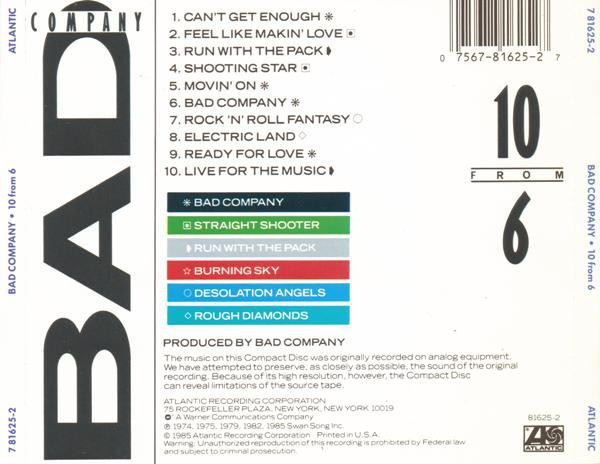 7 81625-2
ATLANTIC
BAD COMPANY • 10 from 6
7 81625-2
ATLANTIC
BAD
COMPANY
1. CAN'T GET ENOUGH ✳
2. FEEL LIKE MAKIN' LOVE ▣
3. RUN WITH THE PACK ◗
4. SHOOTING STAR ▣
5. MOVIN' ON ✳
6. BAD COMPANY ✳
7. ROCK 'N' ROLL FANTASY ○
8. ELECTRIC LAND ◇
9. READY FOR LOVE ✳
10. LIVE FOR THE MUSIC ◗
0 07567-81625-2 7
10
FROM
6
✳ BAD COMPANY
▣ STRAIGHT SHOOTER
◗ RUN WITH THE PACK
☆ BURNING SKY
○ DESOLATION ANGELS
◇ ROUGH DIAMONDS
PRODUCED BY BAD COMPANY
The music on this Compact Disc was originally recorded on analog equipment.
We have attempted to preserve, as closely as possible, the sound of the original
recording. Because of its high resolution, however, the Compact Disc
can reveal limitations of the source tape.
ATLANTIC RECORDING CORPORATION
75 ROCKEFELLER PLAZA, NEW YORK, NEW YORK 10019
A Warner Communications Company
℗ 1974, 1975, 1979, 1982, 1985 Swan Song Inc.
© 1985 Atlantic Recording Corporation Printed in U.S.A.
Warning: Unauthorized reproduction of this recording is prohibited by Federal law
and subject to criminal prosecution.
81625-2
ATLANTIC
7 81625-2
BAD COMPANY • 10 from 6
ATLANTIC